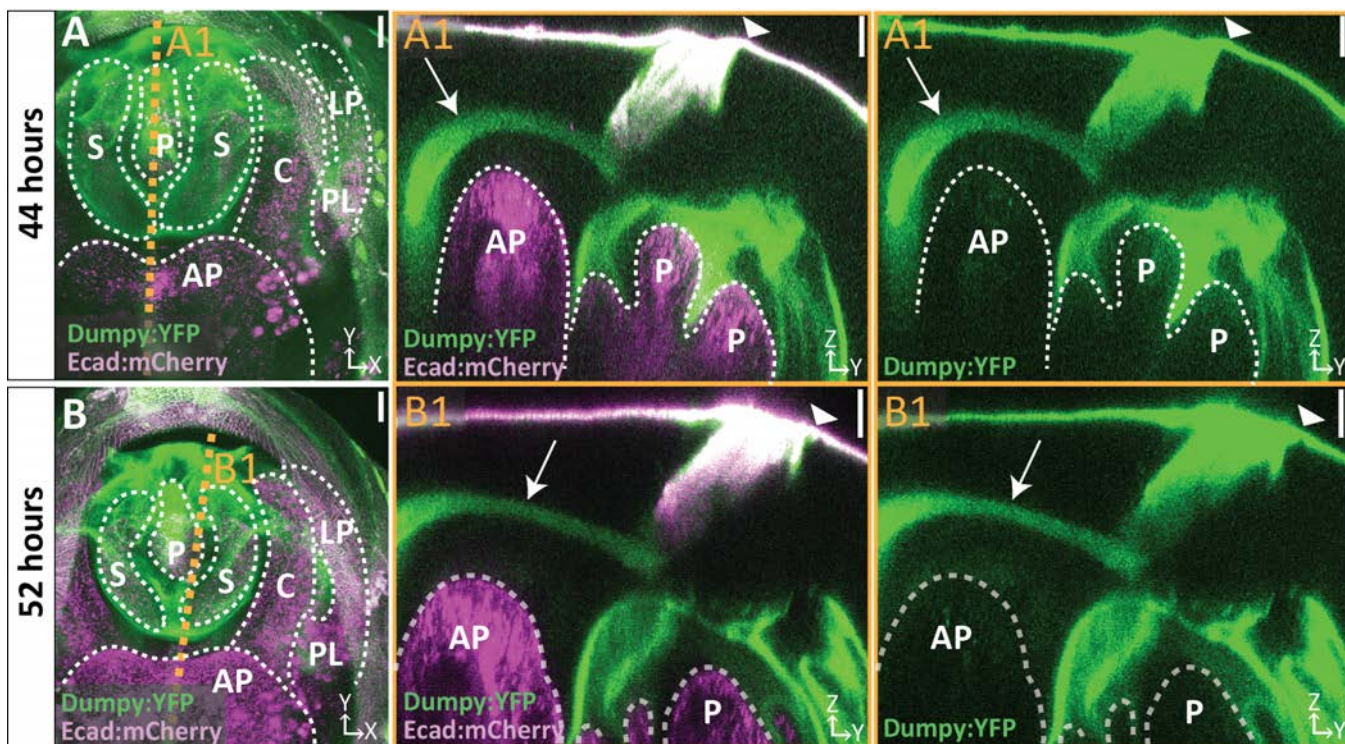 44 hours
A
A1
S
P
S
LP
C
PL
AP
Dumpy:YFP
Ecad:mCherry
Y
X
A1
AP
P
P
Dumpy:YFP
Ecad:mCherry
Z
Y
A1
AP
P
P
Dumpy:YFP
Z
Y
52 hours
B
B1
S
P
S
LP
C
PL
AP
Dumpy:YFP
Ecad:mCherry
Y
X
B1
AP
P
Dumpy:YFP
Ecad:mCherry
Z
Y
B1
AP
P
Dumpy:YFP
Z
Y